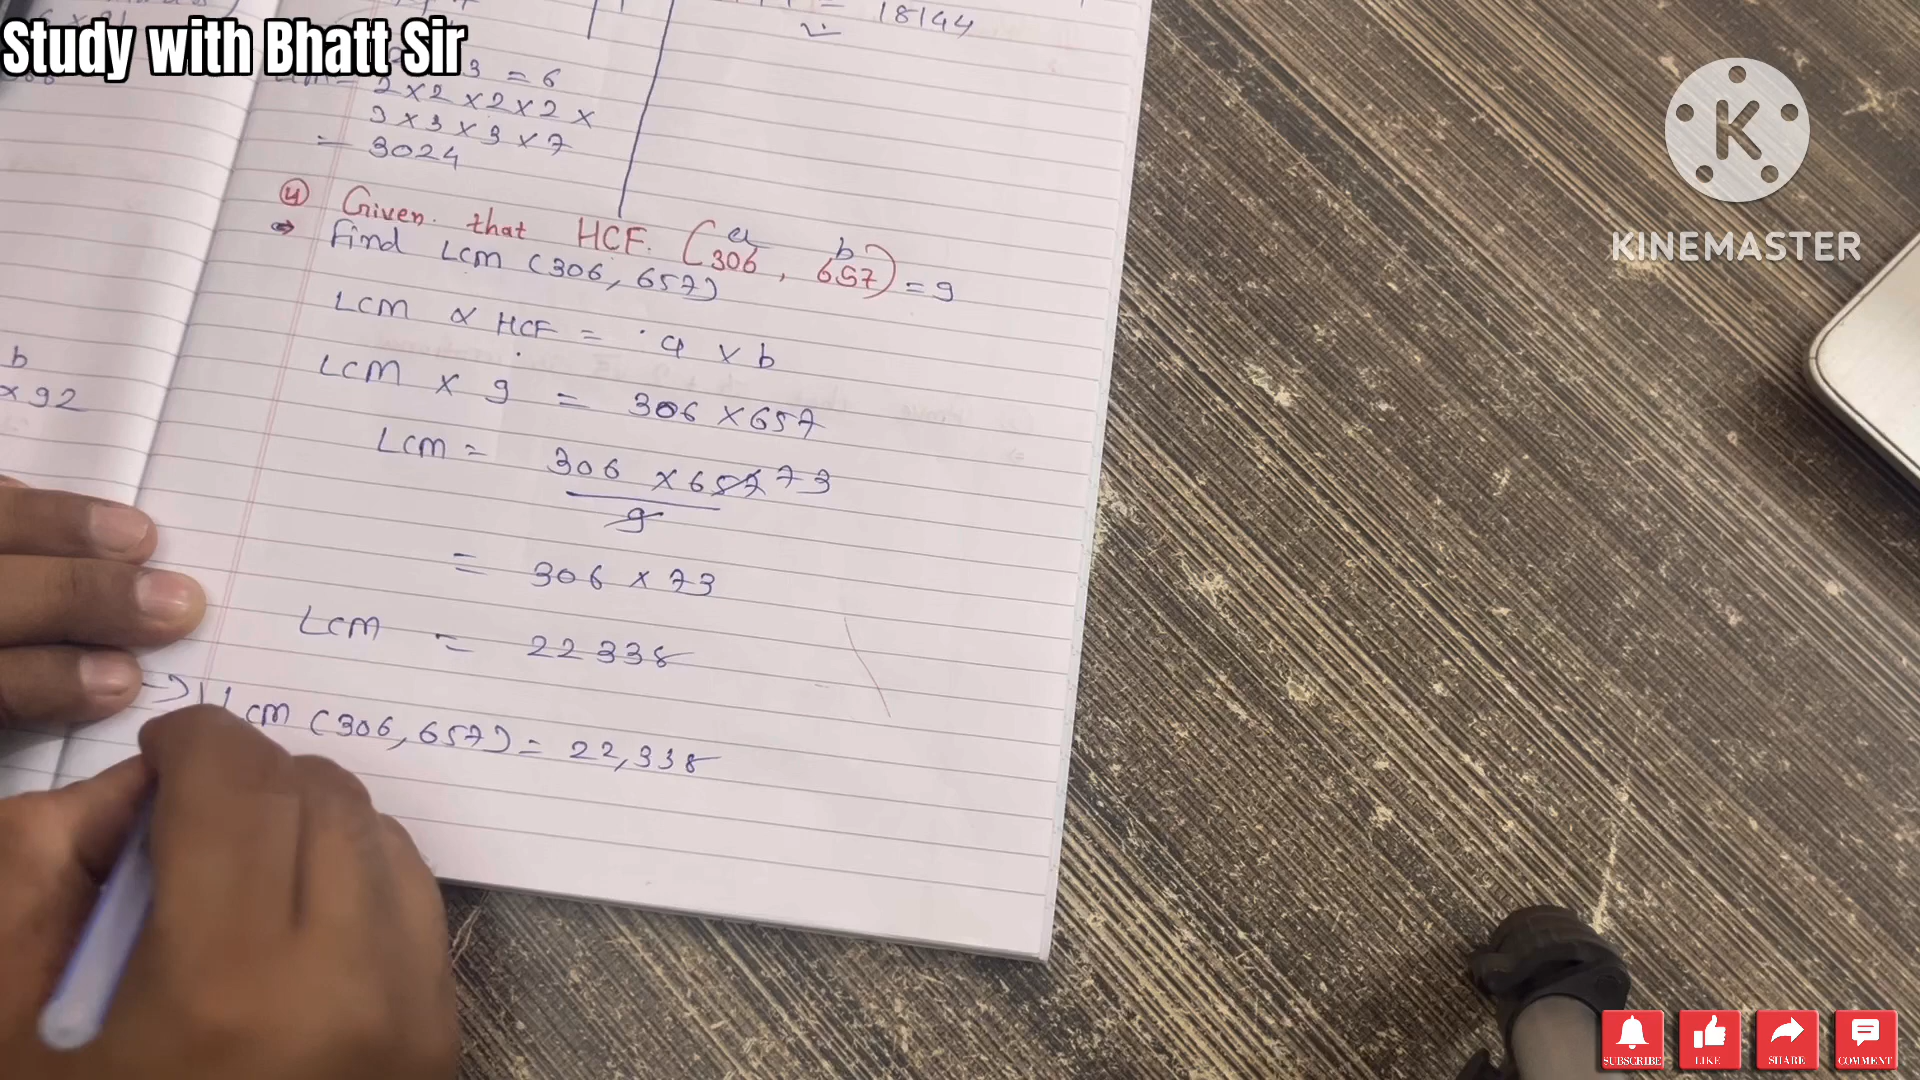 Study with Bhatt Sir
18144
3 = 6
2 × 2 × 2 × 2 ×
3 × 3 × 3 × 7
= 3024
④ Given. that HCF. (306, 657) = 9
a b
⇒ Find LCM (306, 657)
LCM × HCF = a × b
b
× 92
LCM × 9 = 306 × 657
LCM = 306 × 657 73
9
= 306 × 73
LCM = 22338
→ LCM (306, 657) = 22,338
K
KINEMASTER
SUBSCRIBE
LIKE
SHARE
COMMENT